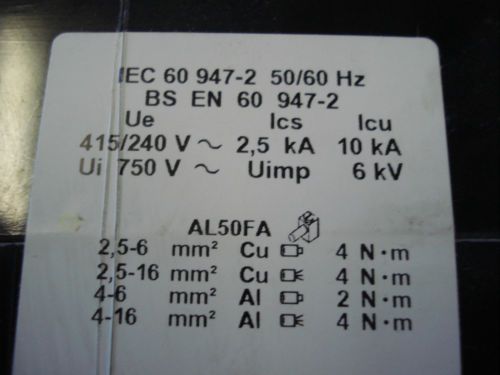 IEC 60 947-2 50/60 Hz
BS EN 60 947-2
Ue Ics Icu
415/240 V ~ 2,5 kA 10 kA
Ui 750 V ~ Uimp 6 kV
AL50FA
2,5-6 mm² Cu 4 N·m
2,5-16 mm² Cu 4 N·m
4-6 mm² Al 2 N·m
4-16 mm² Al 4 N·m